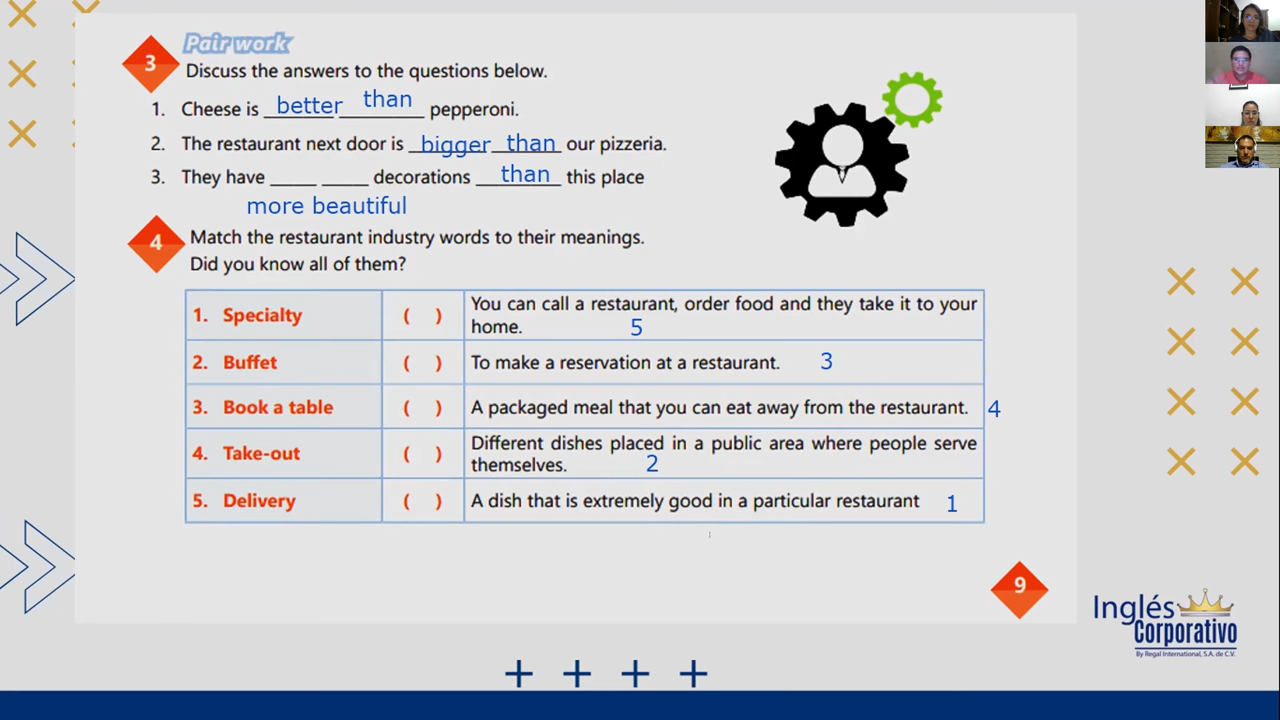 3
Pair work
Discuss the answers to the questions below.
1. Cheese is better than pepperoni.
2. The restaurant next door is bigger than our pizzeria.
3. They have _____ _____ decorations than this place
more beautiful
4
Match the restaurant industry words to their meanings.
Did you know all of them?
1. Specialty ( ) You can call a restaurant, order food and they take it to your
home. 5
2. Buffet ( ) To make a reservation at a restaurant. 3
3. Book a table ( ) A packaged meal that you can eat away from the restaurant. 4
4. Take-out ( ) Different dishes placed in a public area where people serve
themselves. 2
5. Delivery ( ) A dish that is extremely good in a particular restaurant 1
9
Inglés
Corporativo
By Regal International, S.A. de C.V.